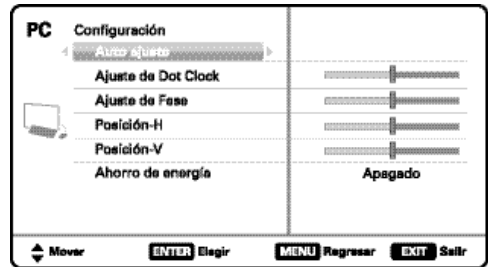 PC Configuración
Auto ajuste
Ajuste de Dot Clock
Ajuste de Fase
Posición-H
Posición-V
Ahorro de energía Apagado
Mover ENTER Elegir MENU Regresar EXIT Salir